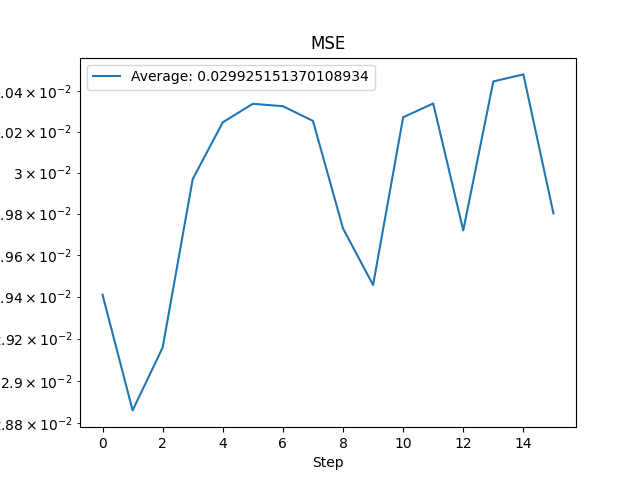 MSE
Average: 0.029925151370108934
.04 × 10⁻²
.02 × 10⁻²
3 × 10⁻²
.98 × 10⁻²
.96 × 10⁻²
.94 × 10⁻²
2.92 × 10⁻²
2.9 × 10⁻²
2.88 × 10⁻²
0 2 4 6 8 10 12 14
Step